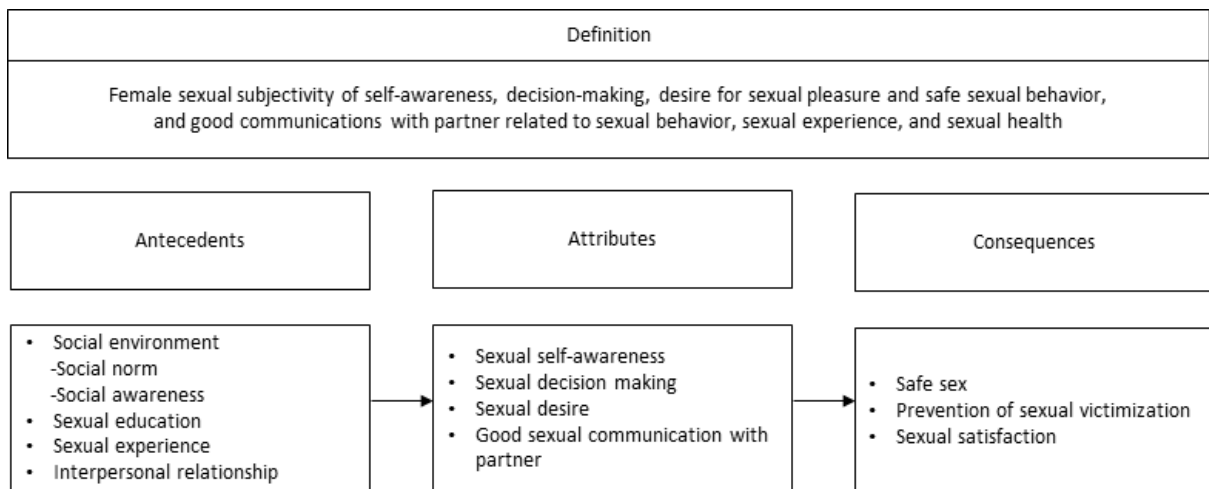 Definition
Female sexual subjectivity of self-awareness, decision-making, desire for sexual pleasure and safe sexual behavior,
and good communications with partner related to sexual behavior, sexual experience, and sexual health
Antecedents
Attributes
Consequences
• Social environment
-Social norm
-Social awareness
• Sexual education
• Sexual experience
• Interpersonal relationship
• Sexual self-awareness
• Sexual decision making
• Sexual desire
• Good sexual communication with
partner
• Safe sex
• Prevention of sexual victimization
• Sexual satisfaction